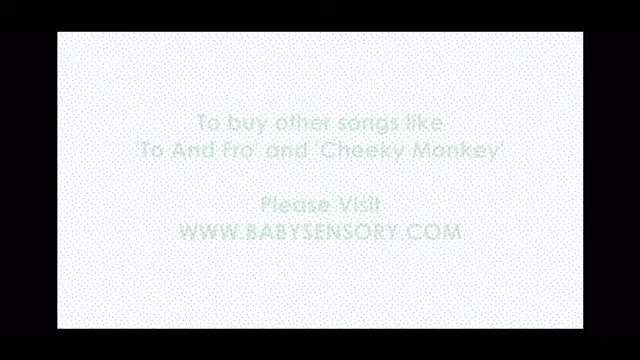 To buy other songs like
'To And Fro' and 'Cheeky Monkey'
Please Visit
WWW.BABYSENSORY.COM